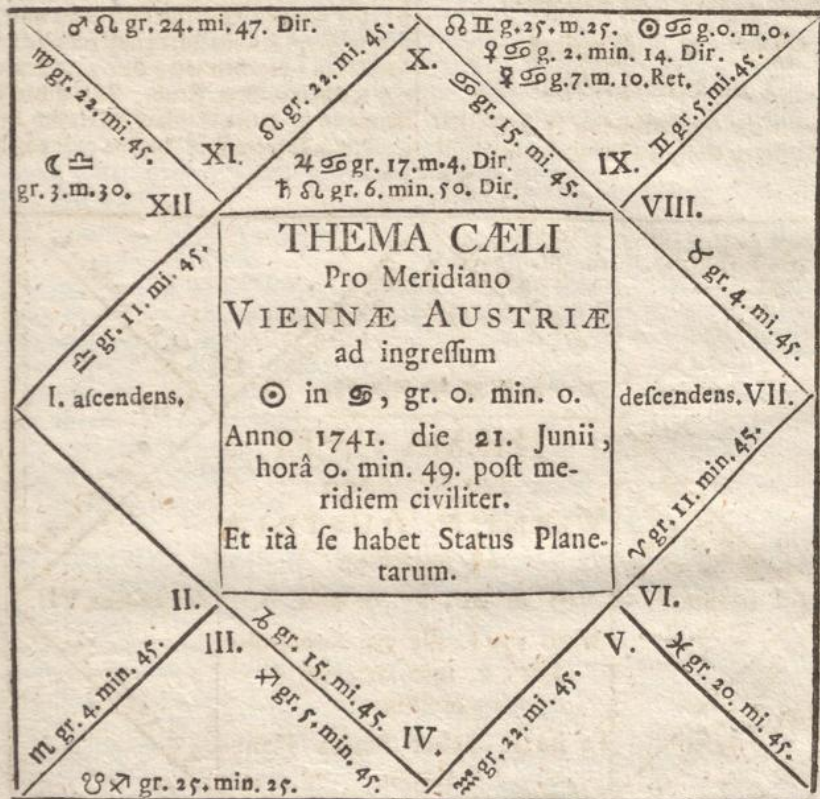 ♂ ♌ gr. 24. mi. 47. Dir.
☊ ♊ g. 25. m. 25. ☉ ♋ g. 0. m. 0.
♀ ♋ g. 2. min. 14. Dir.
☿ ♋ g. 7. m. 10. Ret.
♍ gr. 22. mi. 45.
♌ gr. 22. mi. 45.
X.
♋ gr. 15. mi. 45.
♊ gr. 5. mi. 45.
XI.
IX.
☾ ♎
gr. 3. m. 30.
XII
♃ ♋ gr. 17. m. 4. Dir.
♄ ♌ gr. 6. min. 50. Dir.
VIII.
♎ gr. 11. mi. 45.
♉ gr. 4. mi. 45.
THEMA CÆLI
Pro Meridiano
VIENNÆ AUSTRIÆ
ad ingreſſum
☉ in ♋, gr. 0. min. 0.
Anno 1741. die 21. Junii,
horâ 0. min. 49. poſt me-
ridiem civiliter.
Et ità ſe habet Status Plane-
tarum.
I. aſcendens.
deſcendens. VII.
♈ gr. 11. min. 45.
II.
VI.
III.
V.
♏ gr. 4. min. 45.
♑ gr. 15. mi. 45.
♐ gr. 5. min. 45.
IV.
♒ gr. 22. mi. 45.
♓ gr. 20. mi. 45.
☋ ♐ gr. 25. min. 25.